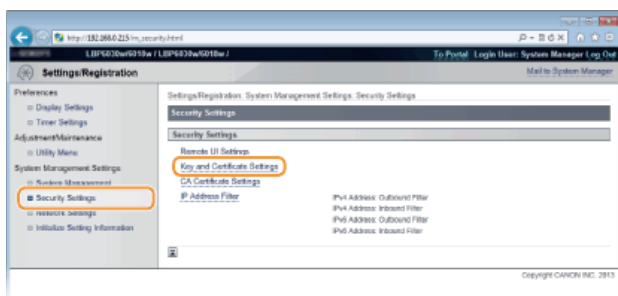 http://192.168.0.215/m_security.html
LBP6030w/6018w / LBP6030w/6018w /
To Portal Login User: System Manager Log Out
Settings/Registration
Mail to System Manager
Preferences
Display Settings
Timer Settings
Adjustment/Maintenance
Utility Menu
System Management Settings
System Management
Security Settings
Network Settings
Initialize Setting Information
Settings/Registration: System Management Settings: Security Settings
Security Settings
Security Settings
Remote UI Settings
Key and Certificate Settings
CA Certificate Settings
IP Address Filter
IPv4 Address: Outbound Filter
IPv4 Address: Inbound Filter
IPv6 Address: Outbound Filter
IPv6 Address: Inbound Filter
Copyright CANON INC. 2013